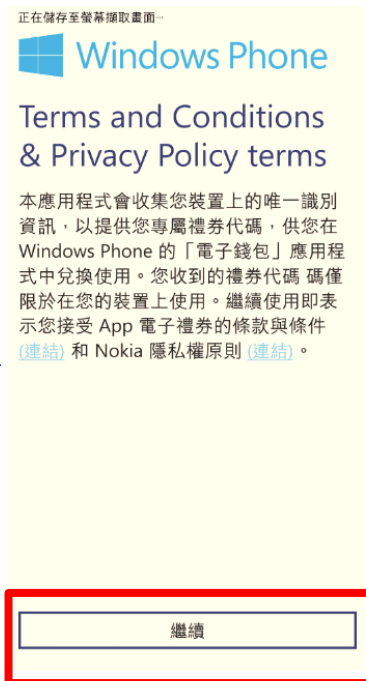 正在儲存至螢幕擷取畫面…
Windows Phone
Terms and Conditions
& Privacy Policy terms
本應用程式會收集您裝置上的唯一識別
資訊，以提供您專屬禮券代碼，供您在
Windows Phone 的「電子錢包」應用程
式中兌換使用。您收到的禮券代碼 碼僅
限於在您的裝置上使用。繼續使用即表
示您接受 App 電子禮券的條款與條件
(連結) 和 Nokia 隱私權原則 (連結)。
繼續